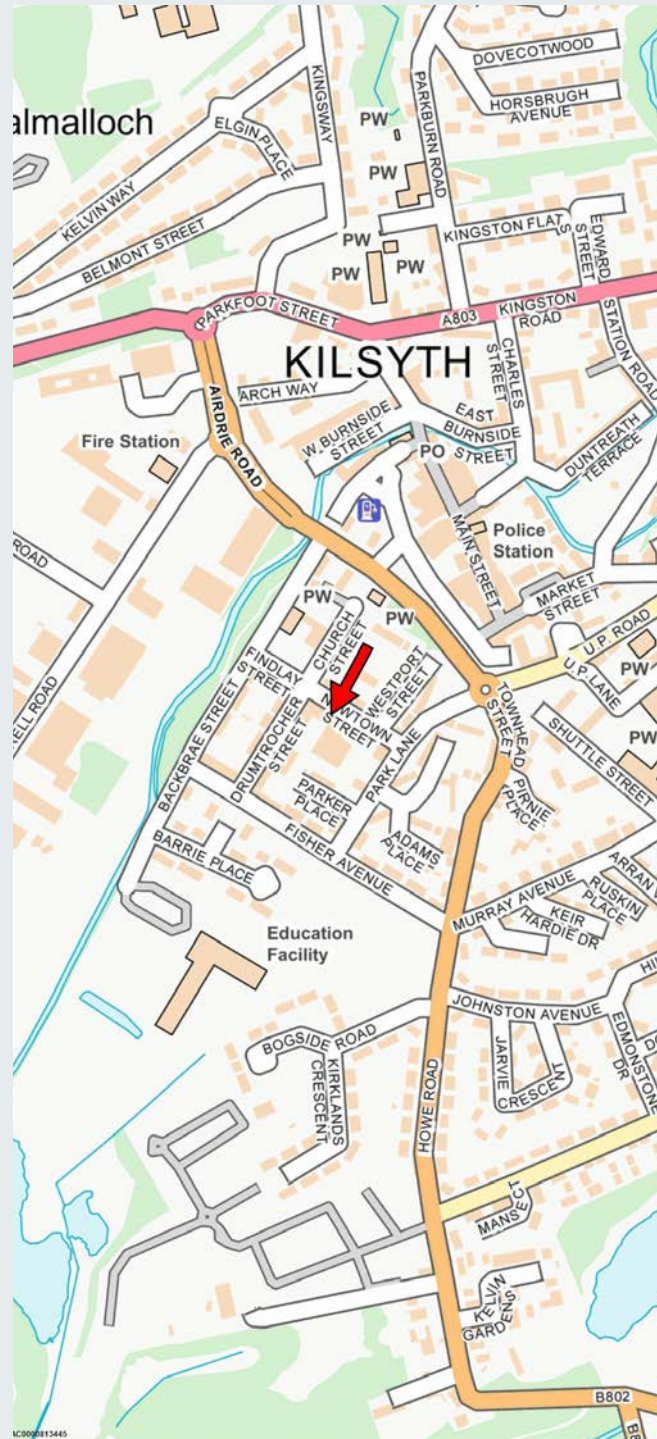 DOVECOTWOOD
HORSBRUGH
AVENUE
KINGSWAY
PARKBURN ROAD
almalloch
ELGIN PLACE
PW
PW
KELVIN WAY
BELMONT STREET
KINGSTON FLATS
EDWARD
STREET
PW
PW
PW
PARKFOOT STREET
A803
KINGSTON
ROAD
STATION ROAD
KILSYTH
CHARLES
STREET
ARCH WAY
AIRDRIE ROAD
EAST
BURNSIDE
STREET
W. BURNSIDE
STREET
DUNTREATH
TERRACE
Fire Station
PO
MAIN STREET
Police
Station
ROAD
MARKET
STREET
PW
PW
CHURCH
STREET
U.P. ROAD
U.P. LANE
PW
FINDLAY
STREET
WESTPORT
STREET
NEWTOWN
STREET
TOWNHEAD
STREET
SHUTTLE STREET
PW
NELL ROAD
BACKBRAE STREET
DRUMTROCHER
STREET
PARK LANE
PIRNIE
PLACE
PARKER
PLACE
ADAMS
PLACE
FISHER AVENUE
BARRIE PLACE
MURRAY AVENUE
ARRAN
RUSKIN
PLACE
KEIR
HARDIE DR
Education
Facility
JOHNSTON AVENUE
BOGSIDE ROAD
KIRKLANDS
CRESCENT
JARVIE
CRESCENT
EDMONSTONE
DR
HOWE ROAD
MANSE CT
KELVIN
GARDENS
B802
AC0000813445